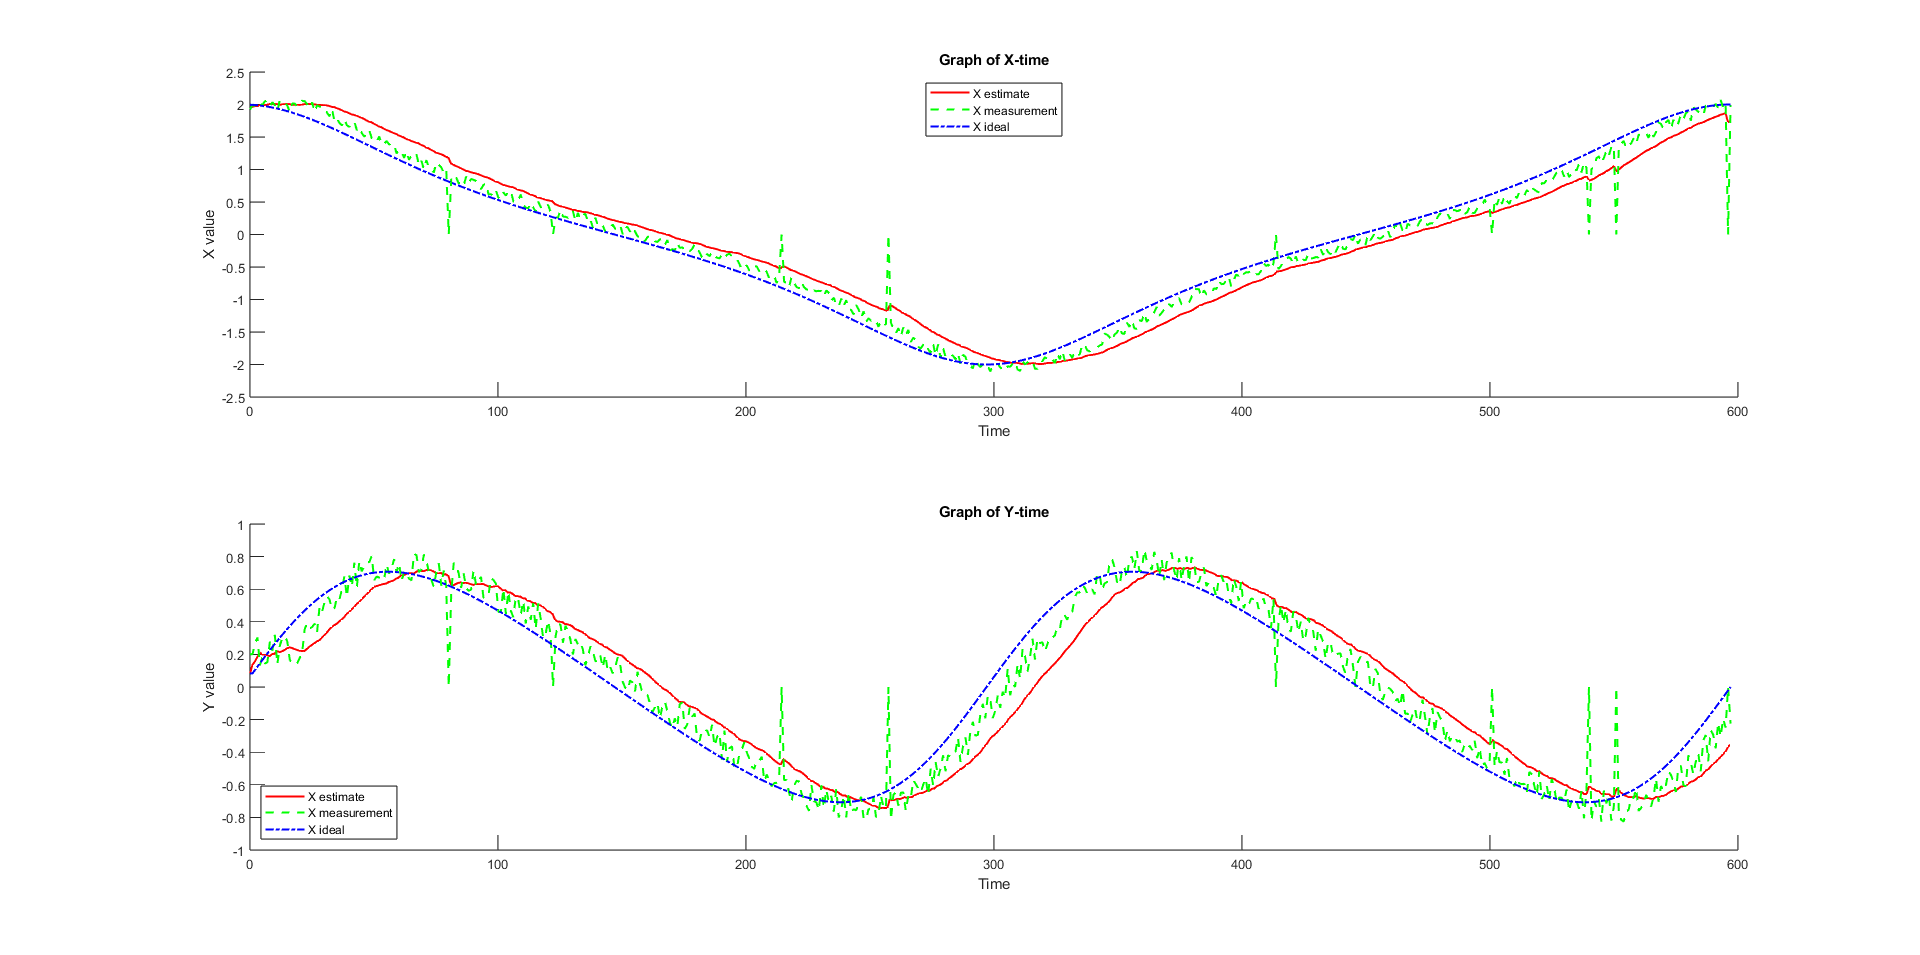 Graph of X-time
2.5
2
1.5
1
0.5
0
-0.5
-1
-1.5
-2
-2.5
X value
X estimate
X measurement
X ideal
0 100 200 300 400 500 600
Time
Graph of Y-time
1
0.8
0.6
0.4
0.2
0
-0.2
-0.4
-0.6
-0.8
-1
Y value
X estimate
X measurement
X ideal
0 100 200 300 400 500 600
Time